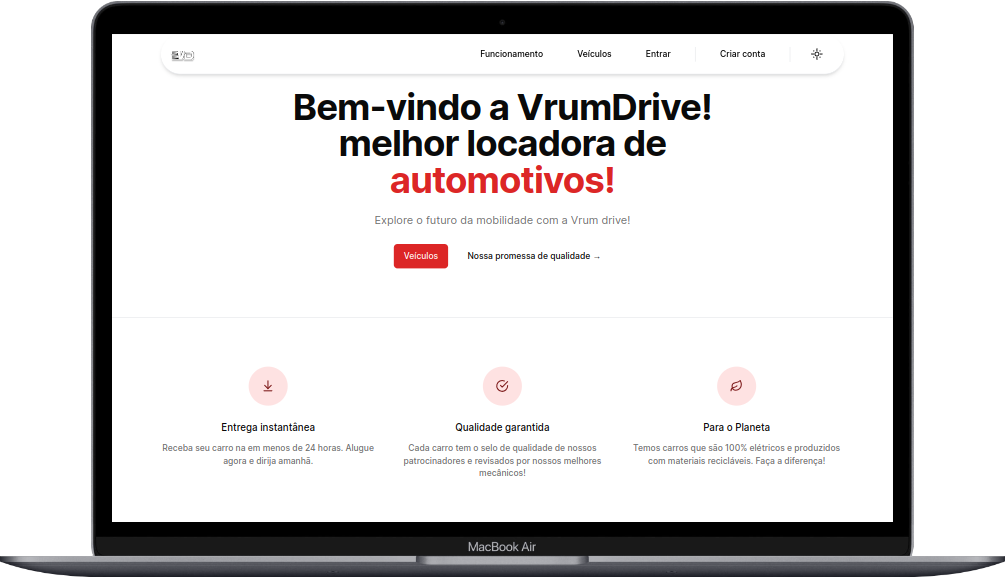 Funcionamento Veículos Entrar Criar conta
Bem-vindo a VrumDrive!
melhor locadora de
automotivos!
Explore o futuro da mobilidade com a Vrum drive!
Veículos Nossa promessa de qualidade →
Entrega instantânea
Receba seu carro na em menos de 24 horas. Alugue
agora e dirija amanhã.
Qualidade garantida
Cada carro tem o selo de qualidade de nossos
patrocinadores e revisados por nossos melhores
mecânicos!
Para o Planeta
Temos carros que são 100% elétricos e produzidos
com materiais recicláveis. Faça a diferença!
MacBook Air